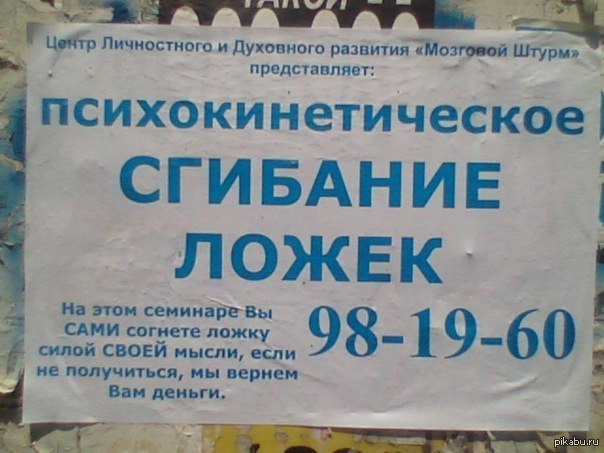 Центр Личностного и Духовного развития «Мозговой Штурм»
представляет:
психокинетическое
СГИБАНИЕ
ЛОЖЕК
На этом семинаре Вы
САМИ согнете ложку
силой СВОЕЙ мысли, если
не получиться, мы вернем
Вам деньги.
98-19-60
pikabu.ru